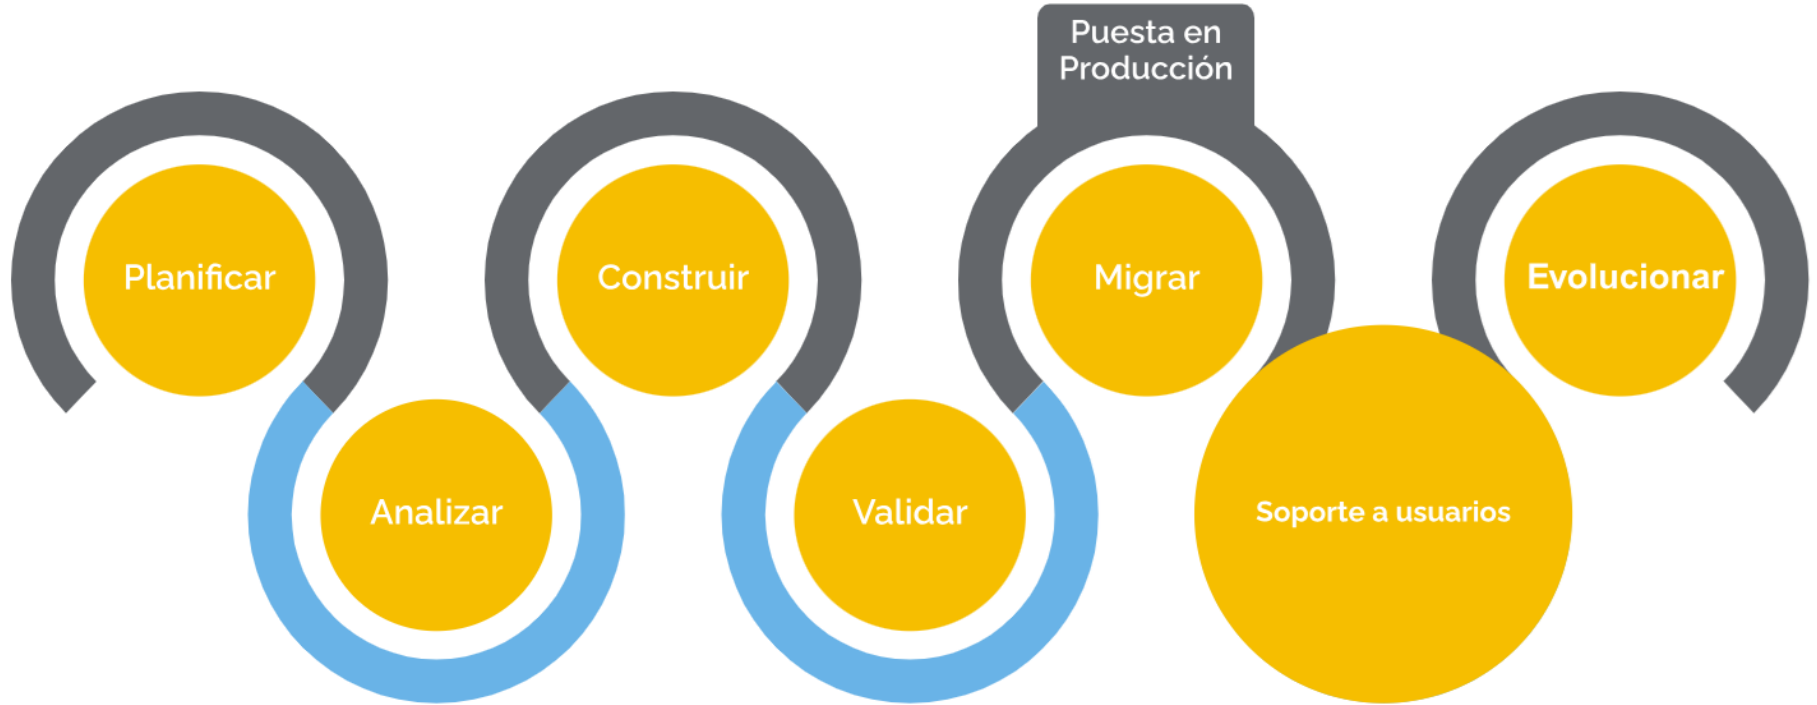 Planificar
Analizar
Construir
Validar
Puesta en
Producción
Migrar
Soporte a usuarios
Evolucionar